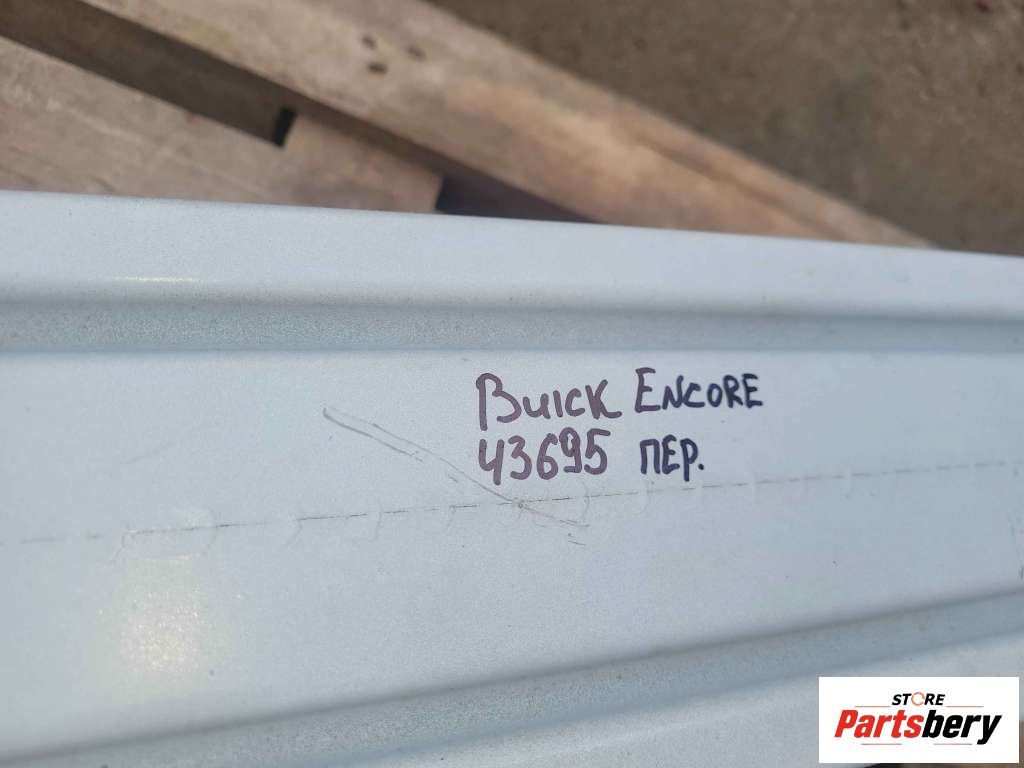 Buick ENCORE
43695 ПЕР.
STORE
Partsbery